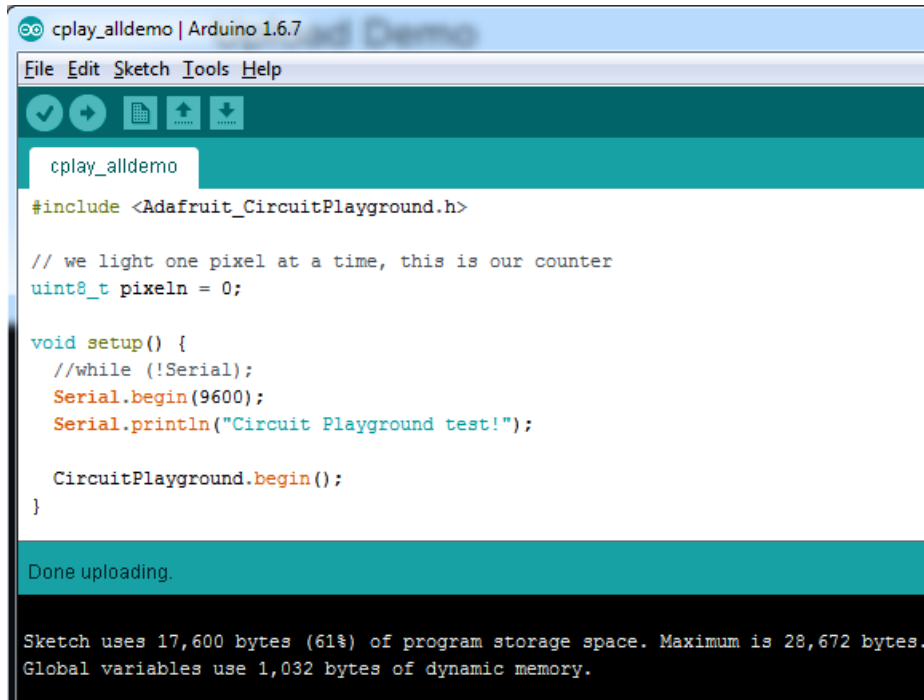 cplay_alldemo | Arduino 1.6.7
Upload Demo
File Edit Sketch Tools Help
cplay_alldemo
#include <Adafruit_CircuitPlayground.h>
// we light one pixel at a time, this is our counter
uint8_t pixeln = 0;
void setup() {
  //while (!Serial);
  Serial.begin(9600);
  Serial.println("Circuit Playground test!");
  CircuitPlayground.begin();
}
Done uploading.
Sketch uses 17,600 bytes (61%) of program storage space. Maximum is 28,672 bytes.
Global variables use 1,032 bytes of dynamic memory.